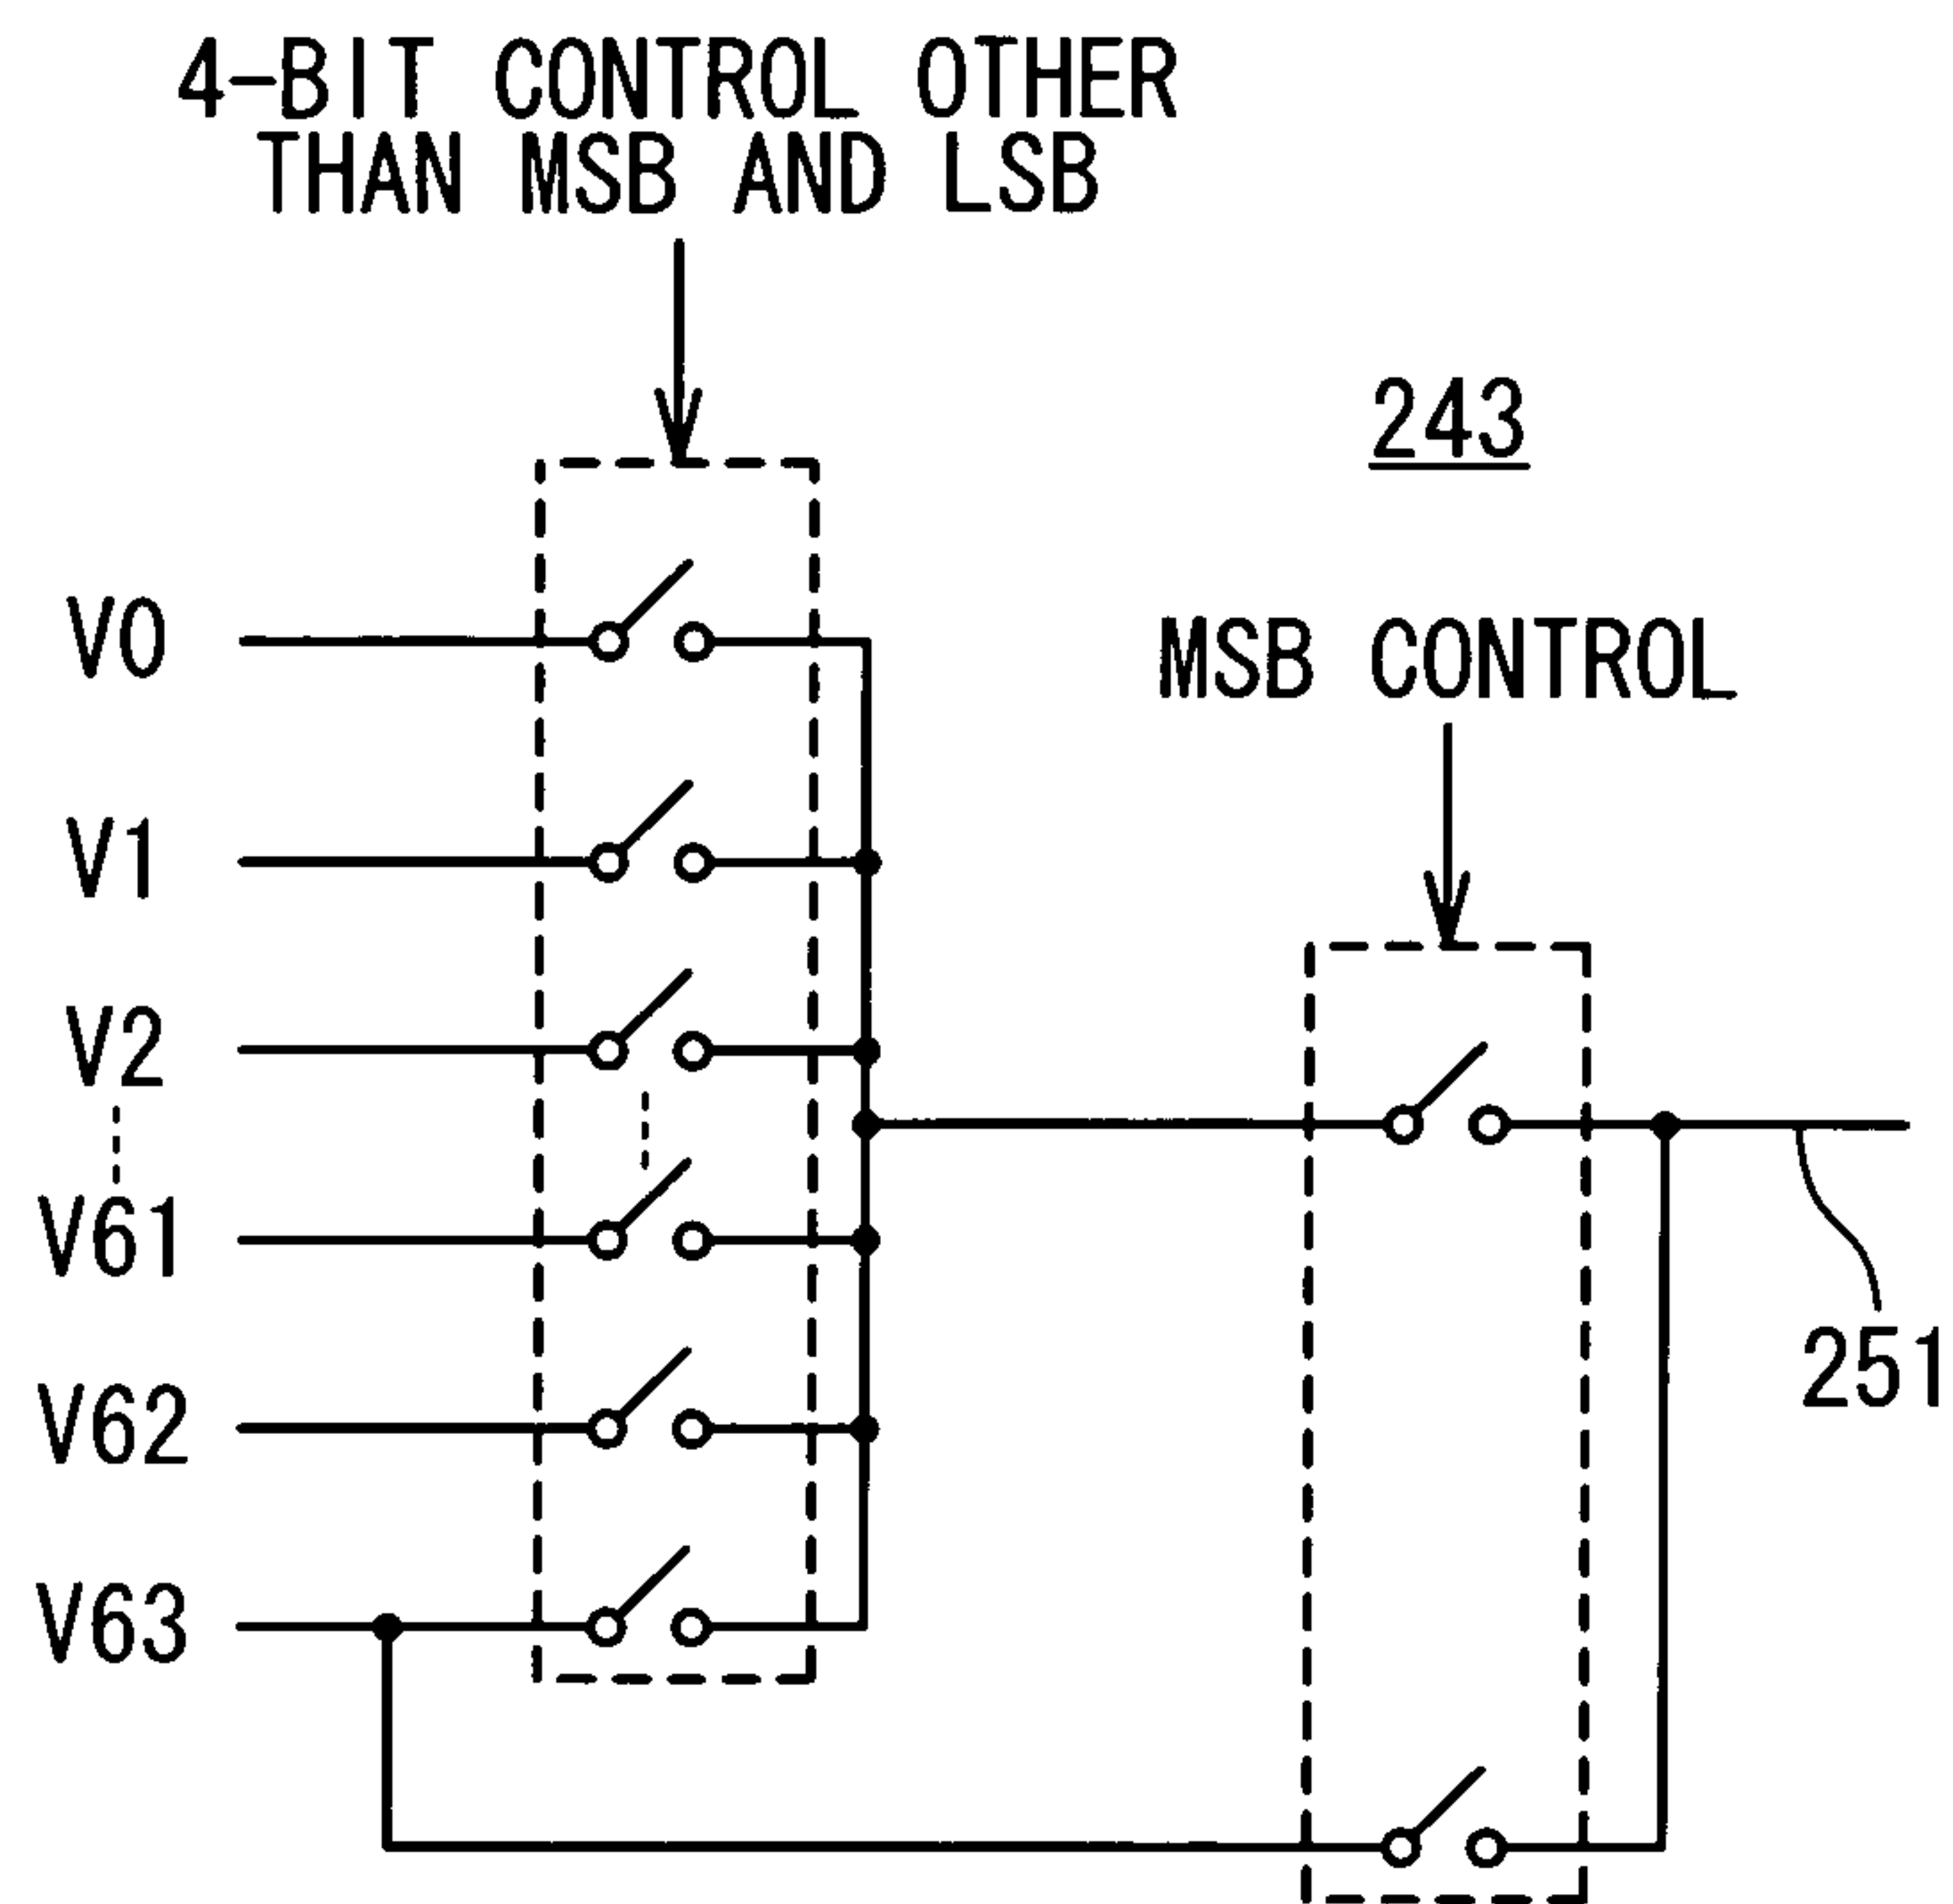 4-BIT CONTROL OTHER
THAN MSB AND LSB
243
MSB CONTROL
V0
V1
V2
V61
V62
V63
251